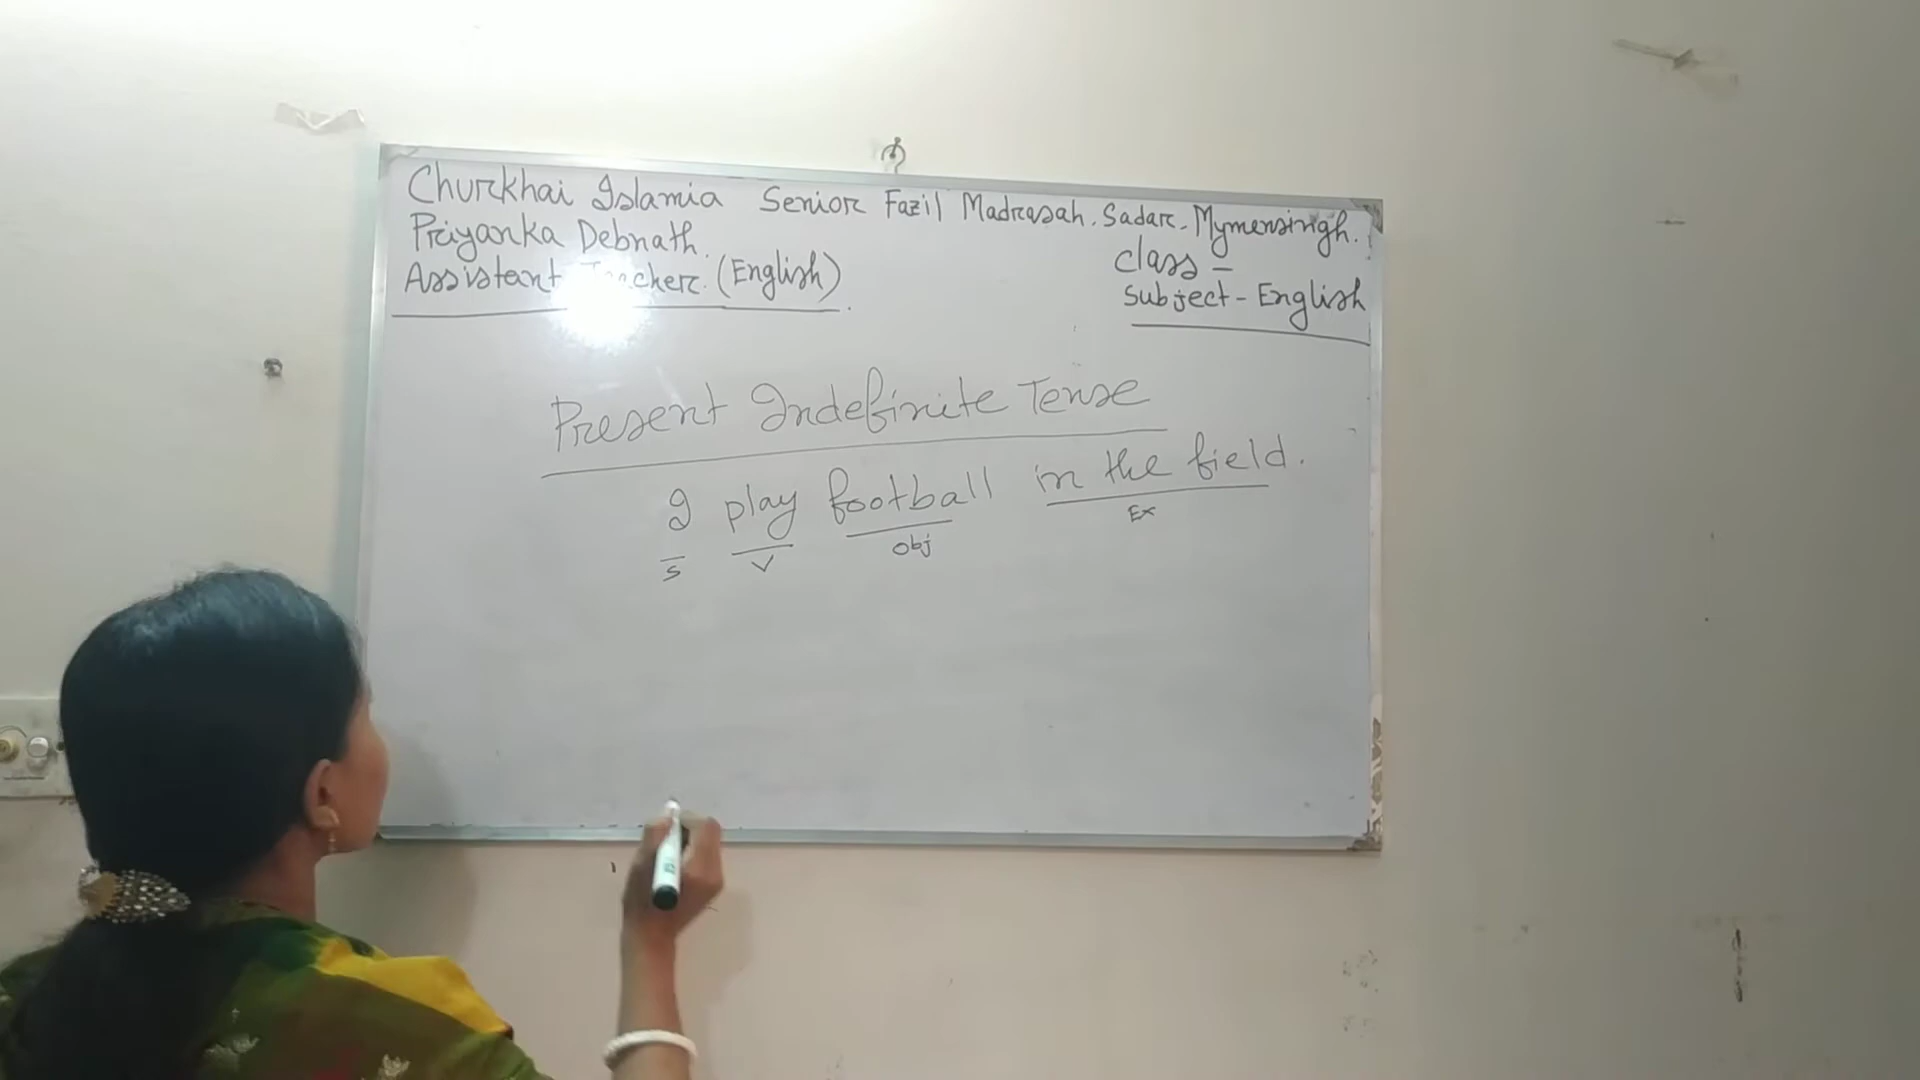 Churkhai Islamia Senior Fazil Madrasah. Sadar. Mymensingh.
Priyanka Debnath.
Assistant Teacher. (English)
Class -
Subject - English
Present Indefinite Tense
I play football in the field.
S V Obj Ex